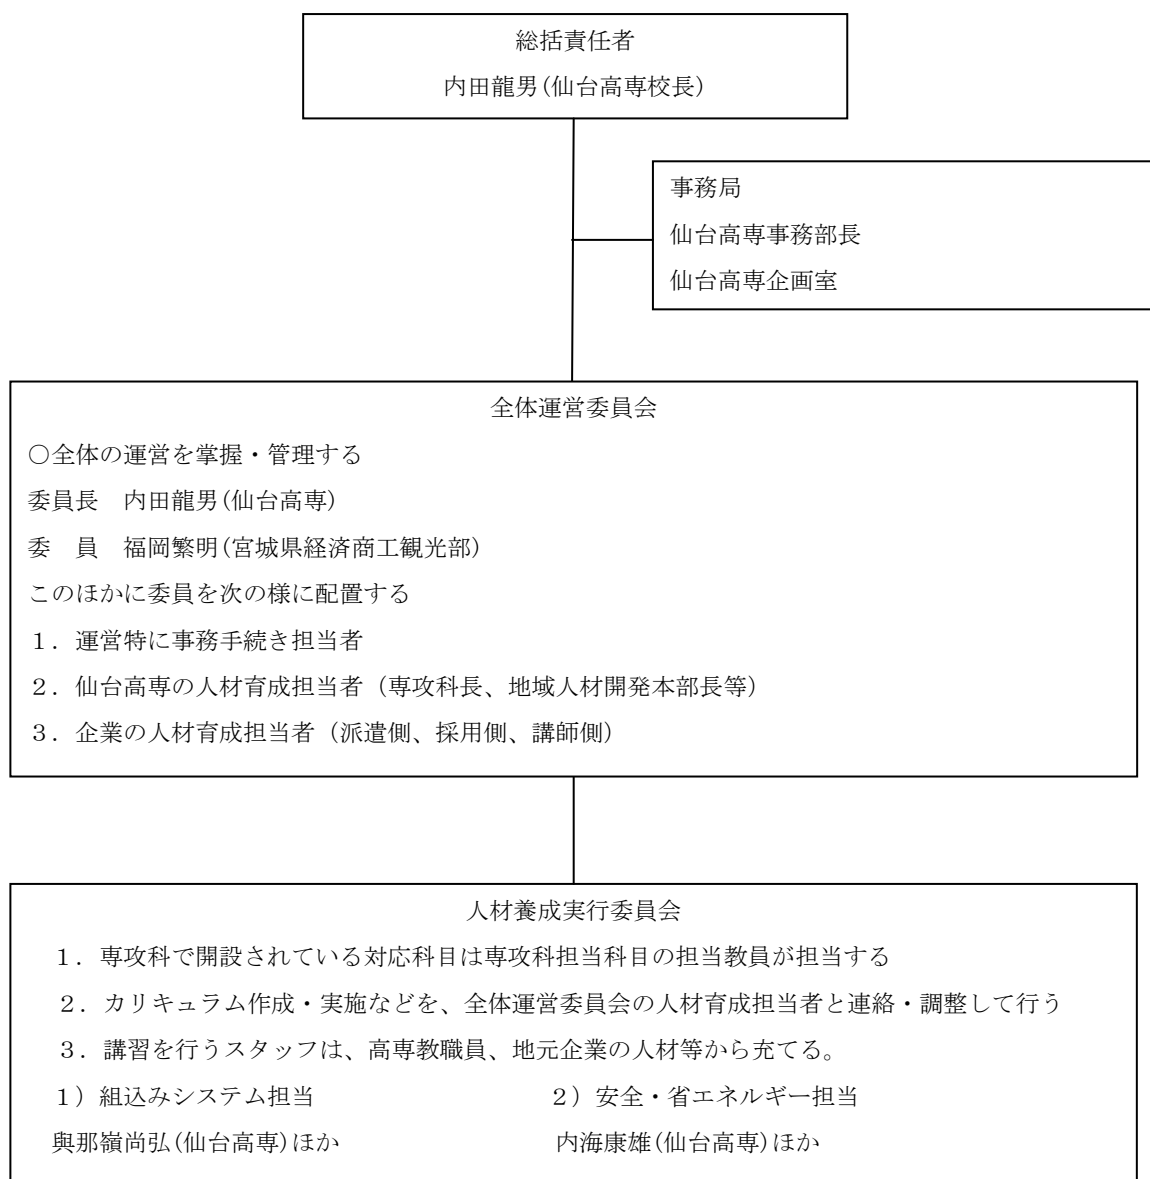 総括責任者
内田龍男(仙台高専校長)
事務局
仙台高専事務部長
仙台高専企画室
全体運営委員会
○全体の運営を掌握・管理する
委員長　内田龍男(仙台高専)
委　員　福岡繁明(宮城県経済商工観光部)
このほかに委員を次の様に配置する
１．運営特に事務手続き担当者
２．仙台高専の人材育成担当者（専攻科長、地域人材開発本部長等）
３．企業の人材育成担当者（派遣側、採用側、講師側）
人材養成実行委員会
１．専攻科で開設されている対応科目は専攻科担当科目の担当教員が担当する
２．カリキュラム作成・実施などを、全体運営委員会の人材育成担当者と連絡・調整して行う
３．講習を行うスタッフは、高専教職員、地元企業の人材等から充てる。
１）組込みシステム担当　　　　　　　　　　２）安全・省エネルギー担当
與那嶺尚弘(仙台高専)ほか　　　　　　　　　内海康雄(仙台高専)ほか